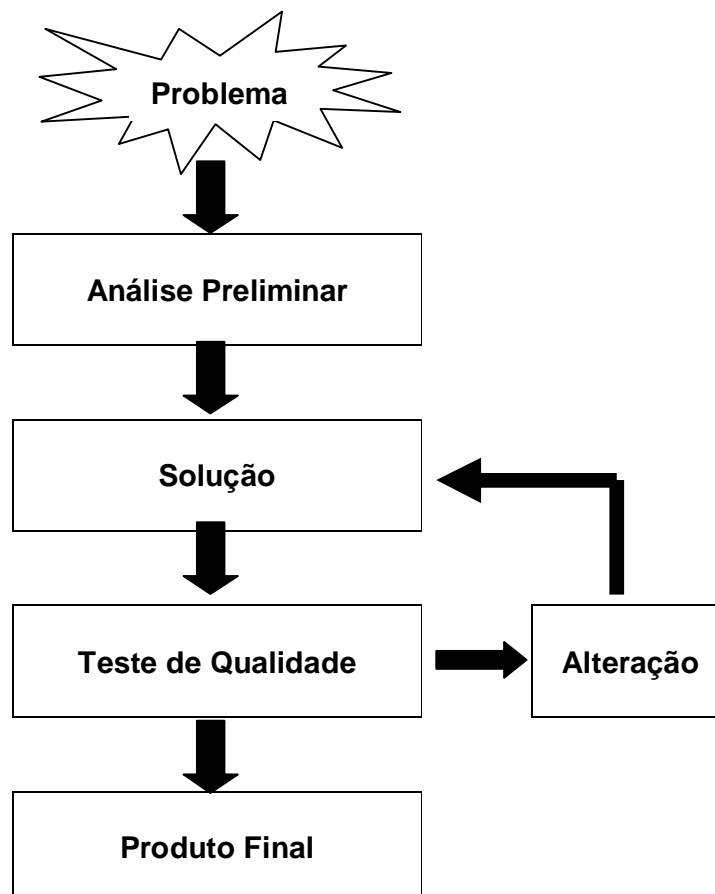 Problema
Análise Preliminar
Solução
Teste de Qualidade
Alteração
Produto Final